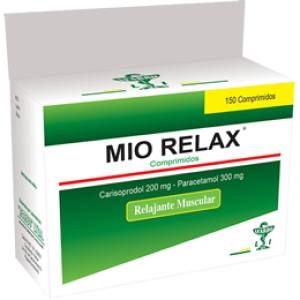 150 Comprimidos
MIO RELAX®
Comprimidos
Carisoprodol 200 mg - Paracetamol 300 mg
Relajante Muscular